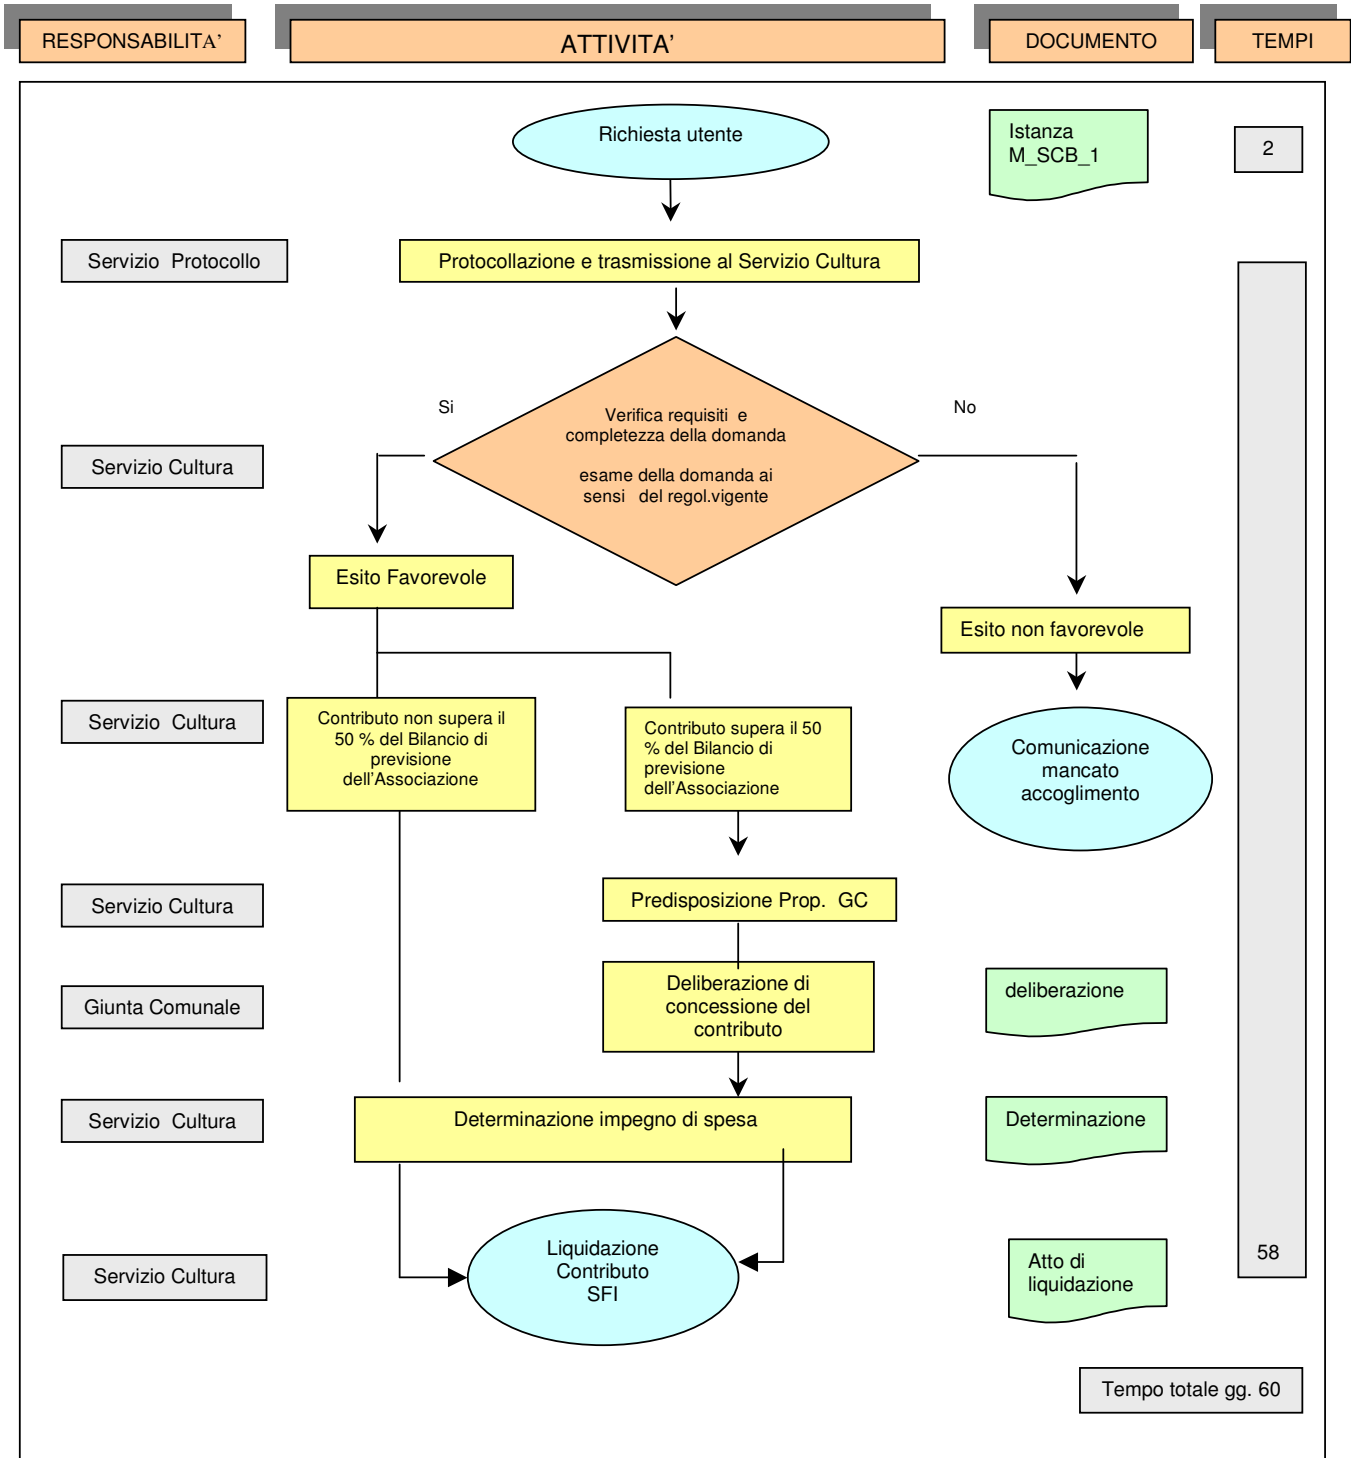 RESPONSABILITA'
ATTIVITA'
DOCUMENTO
TEMPI
Richiesta utente
Istanza
M_SCB_1
2
Servizio Protocollo
Protocollazione e trasmissione al Servizio Cultura
Si
No
Verifica requisiti e
completezza della domanda
esame della domanda ai
sensi del regol.vigente
Servizio Cultura
Esito Favorevole
Esito non favorevole
Servizio Cultura
Contributo non supera il
50 % del Bilancio di
previsione
dell'Associazione
Contributo supera il 50
% del Bilancio di
previsione
dell'Associazione
Comunicazione
mancato
accoglimento
Servizio Cultura
Predisposizione Prop. GC
Giunta Comunale
Deliberazione di
concessione del
contributo
deliberazione
Servizio Cultura
Determinazione impegno di spesa
Determinazione
Servizio Cultura
Liquidazione
Contributo
SFI
Atto di
liquidazione
58
Tempo totale gg. 60